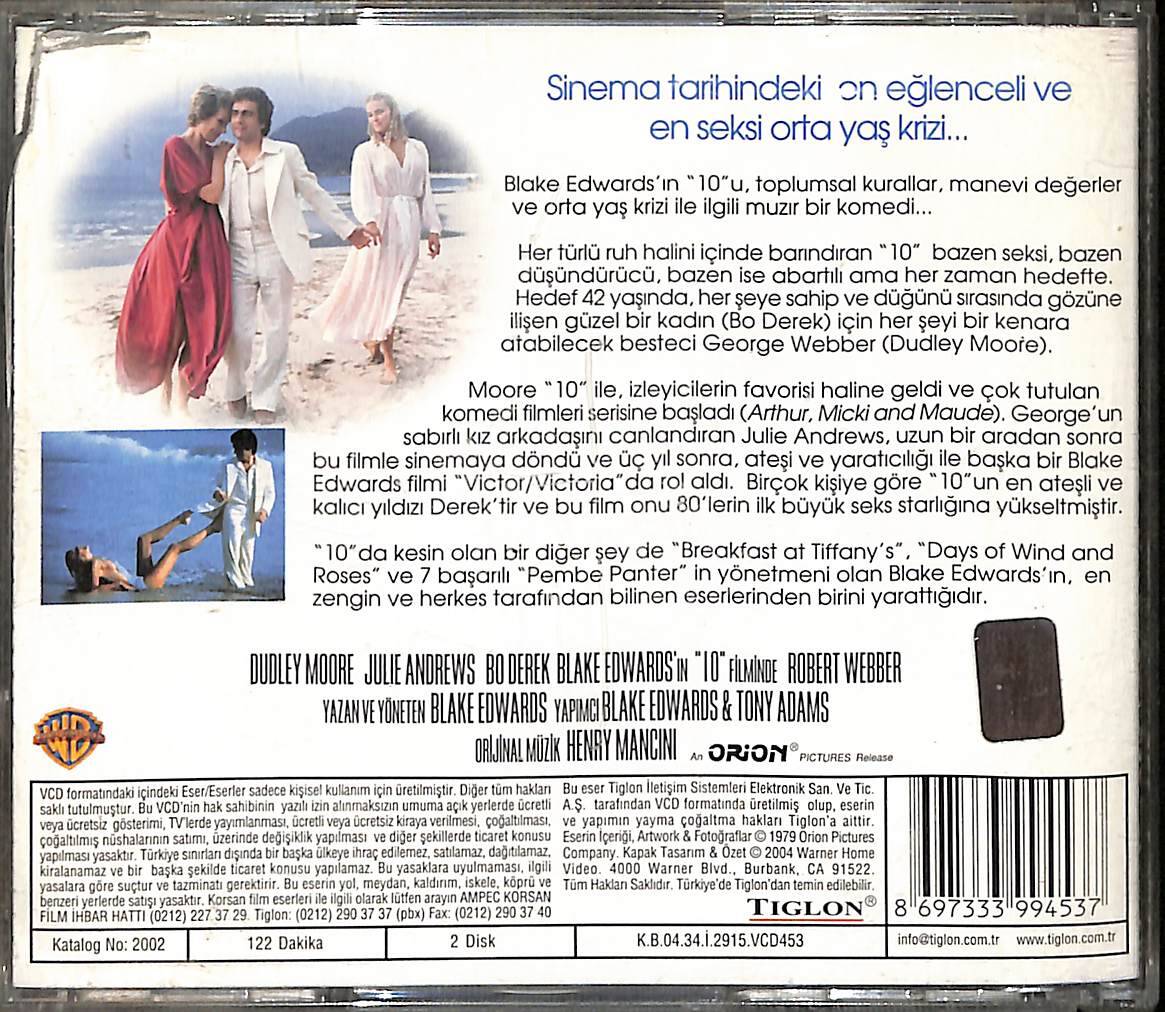 Sinema tarihindeki en eğlenceli ve
en seksi orta yaş krizi...
Blake Edwards'ın "10"u, toplumsal kurallar, manevi değerler
ve orta yaş krizi ile ilgili muzır bir komedi...
Her türlü ruh halini içinde barındıran "10" bazen seksi, bazen
düşündürücü, bazen ise abartılı ama her zaman hedefte.
Hedef 42 yaşında, her şeye sahip ve düğünü sırasında gözüne
ilişen güzel bir kadın (Bo Derek) için her şeyi bir kenara
atabilecek besteci George Webber (Dudley Moore).
Moore "10" ile, izleyicilerin favorisi haline geldi ve çok tutulan
komedi filmleri serisine başladı (Arthur, Micki and Maude). George'un
sabırlı kız arkadaşını canlandıran Julie Andrews, uzun bir aradan sonra
bu filmle sinemaya döndü ve üç yıl sonra, ateşi ve yaratıcılığı ile başka bir Blake
Edwards filmi "Victor/Victoria"da rol aldı. Birçok kişiye göre "10"un en ateşli ve
kalıcı yıldızı Derek'tir ve bu film onu 80'lerin ilk büyük seks starlığına yükseltmiştir.
"10"da kesin olan bir diğer şey de "Breakfast at Tiffany's", "Days of Wind and
Roses" ve 7 başarılı "Pembe Panter" in yönetmeni olan Blake Edwards'ın, en
zengin ve herkes tarafından bilinen eserlerinden birini yarattığıdır.
DUDLEY MOORE JULIE ANDREWS BO DEREK BLAKE EDWARDS'IN "10" FİLMİNDE ROBERT WEBBER
YAZAN VE YÖNETEN BLAKE EDWARDS YAPIMCI BLAKE EDWARDS & TONY ADAMS
ORİJİNAL MÜZİK HENRY MANCINI An ORION® PICTURES Release
WB
VCD formatındaki içindeki Eser/Eserler sadece kişisel kullanım için üretilmiştir. Diğer tüm hakları
saklı tutulmuştur. Bu VCD'nin hak sahibinin yazılı izin alınmaksızın umuma açık yerlerde ücretli
veya ücretsiz gösterimi, TV'lerde yayımlanması, ücretli veya ücretsiz kiraya verilmesi, çoğaltılması,
çoğaltılmış nüshalarının satımı, üzerinde değişiklik yapılması ve diğer şekillerde ticaret konusu
yapılması yasaktır. Türkiye sınırları dışında bir başka ülkeye ihraç edilemez, satılamaz, dağıtılamaz,
kiralanamaz ve bir başka şekilde ticaret konusu yapılamaz. Bu yasaklara uyulmaması, ilgili
yasalara göre suçtur ve tazminatı gerektirir. Bu eserin yol, meydan, kaldırım, iskele, köprü ve
benzeri yerlerde satışı yasaktır. Korsan film eserleri ile ilgili olarak lütfen arayın AMPEC KORSAN
FİLM İHBAR HATTI (0212) 227 37 29. Tiglon: (0212) 290 37 37 (pbx) Fax: (0212) 290 37 40
Bu eser Tiglon İletişim Sistemleri Elektronik San. Ve Tic.
A.Ş. tarafından VCD formatında üretilmiş olup, eserin
ve yapımın yayma çoğaltma hakları Tiglon'a aittir.
Eserin İçeriği, Artwork & Fotoğraflar © 1979 Orion Pictures
Company. Kapak Tasarım & Özet © 2004 Warner Home
Video. 4000 Warner Blvd., Burbank, CA 91522.
Tüm Hakları Saklıdır. Türkiye'de Tiglon'dan temin edilebilir.
TIGLON®
8 697333 994537
Katalog No: 2002
122 Dakika
2 Disk
K.B.04.34.İ.2915.VCD453
info@tiglon.com.tr www.tiglon.com.tr